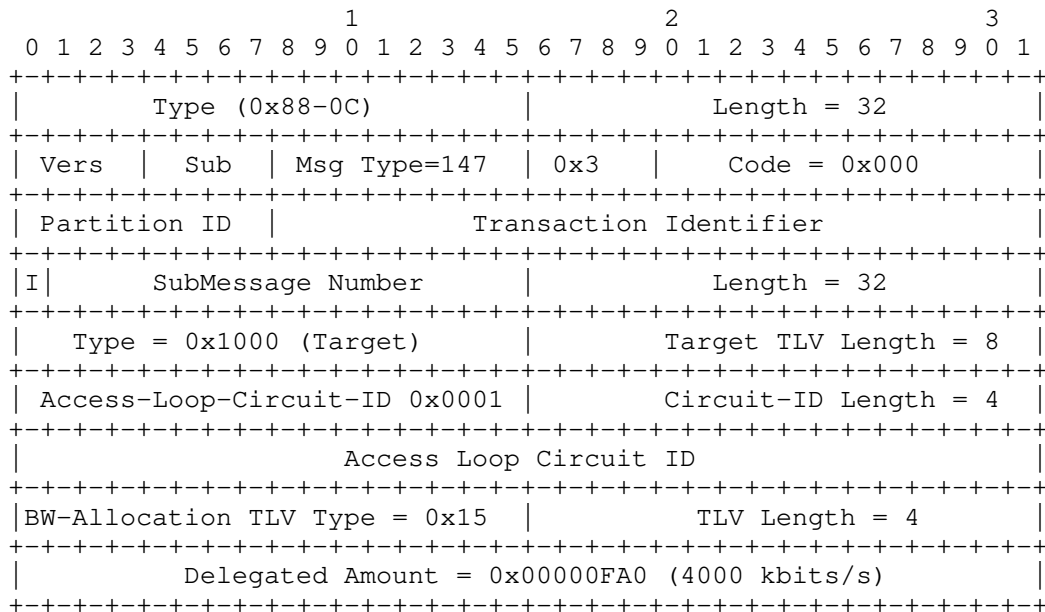 1                   2                   3
 0 1 2 3 4 5 6 7 8 9 0 1 2 3 4 5 6 7 8 9 0 1 2 3 4 5 6 7 8 9 0 1
+-+-+-+-+-+-+-+-+-+-+-+-+-+-+-+-+-+-+-+-+-+-+-+-+-+-+-+-+-+-+-+-+
|        Type (0x88-0C)         |           Length = 32         |
+-+-+-+-+-+-+-+-+-+-+-+-+-+-+-+-+-+-+-+-+-+-+-+-+-+-+-+-+-+-+-+-+
| Vers  |  Sub  | Msg Type=147  | 0x3   |    Code = 0x000       |
+-+-+-+-+-+-+-+-+-+-+-+-+-+-+-+-+-+-+-+-+-+-+-+-+-+-+-+-+-+-+-+-+
| Partition ID  |            Transaction Identifier             |
+-+-+-+-+-+-+-+-+-+-+-+-+-+-+-+-+-+-+-+-+-+-+-+-+-+-+-+-+-+-+-+-+
|I|      SubMessage Number      |           Length = 32         |
+-+-+-+-+-+-+-+-+-+-+-+-+-+-+-+-+-+-+-+-+-+-+-+-+-+-+-+-+-+-+-+-+
|   Type = 0x1000 (Target)      |        Target TLV Length = 8  |
+-+-+-+-+-+-+-+-+-+-+-+-+-+-+-+-+-+-+-+-+-+-+-+-+-+-+-+-+-+-+-+-+
| Access-Loop-Circuit-ID 0x0001 |        Circuit-ID Length = 4  |
+-+-+-+-+-+-+-+-+-+-+-+-+-+-+-+-+-+-+-+-+-+-+-+-+-+-+-+-+-+-+-+-+
|                    Access Loop Circuit ID                     |
+-+-+-+-+-+-+-+-+-+-+-+-+-+-+-+-+-+-+-+-+-+-+-+-+-+-+-+-+-+-+-+-+
|BW-Allocation TLV Type = 0x15  |          TLV Length = 4       |
+-+-+-+-+-+-+-+-+-+-+-+-+-+-+-+-+-+-+-+-+-+-+-+-+-+-+-+-+-+-+-+-+
|          Delegated Amount = 0x00000FA0 (4000 kbits/s)         |
+-+-+-+-+-+-+-+-+-+-+-+-+-+-+-+-+-+-+-+-+-+-+-+-+-+-+-+-+-+-+-+-+